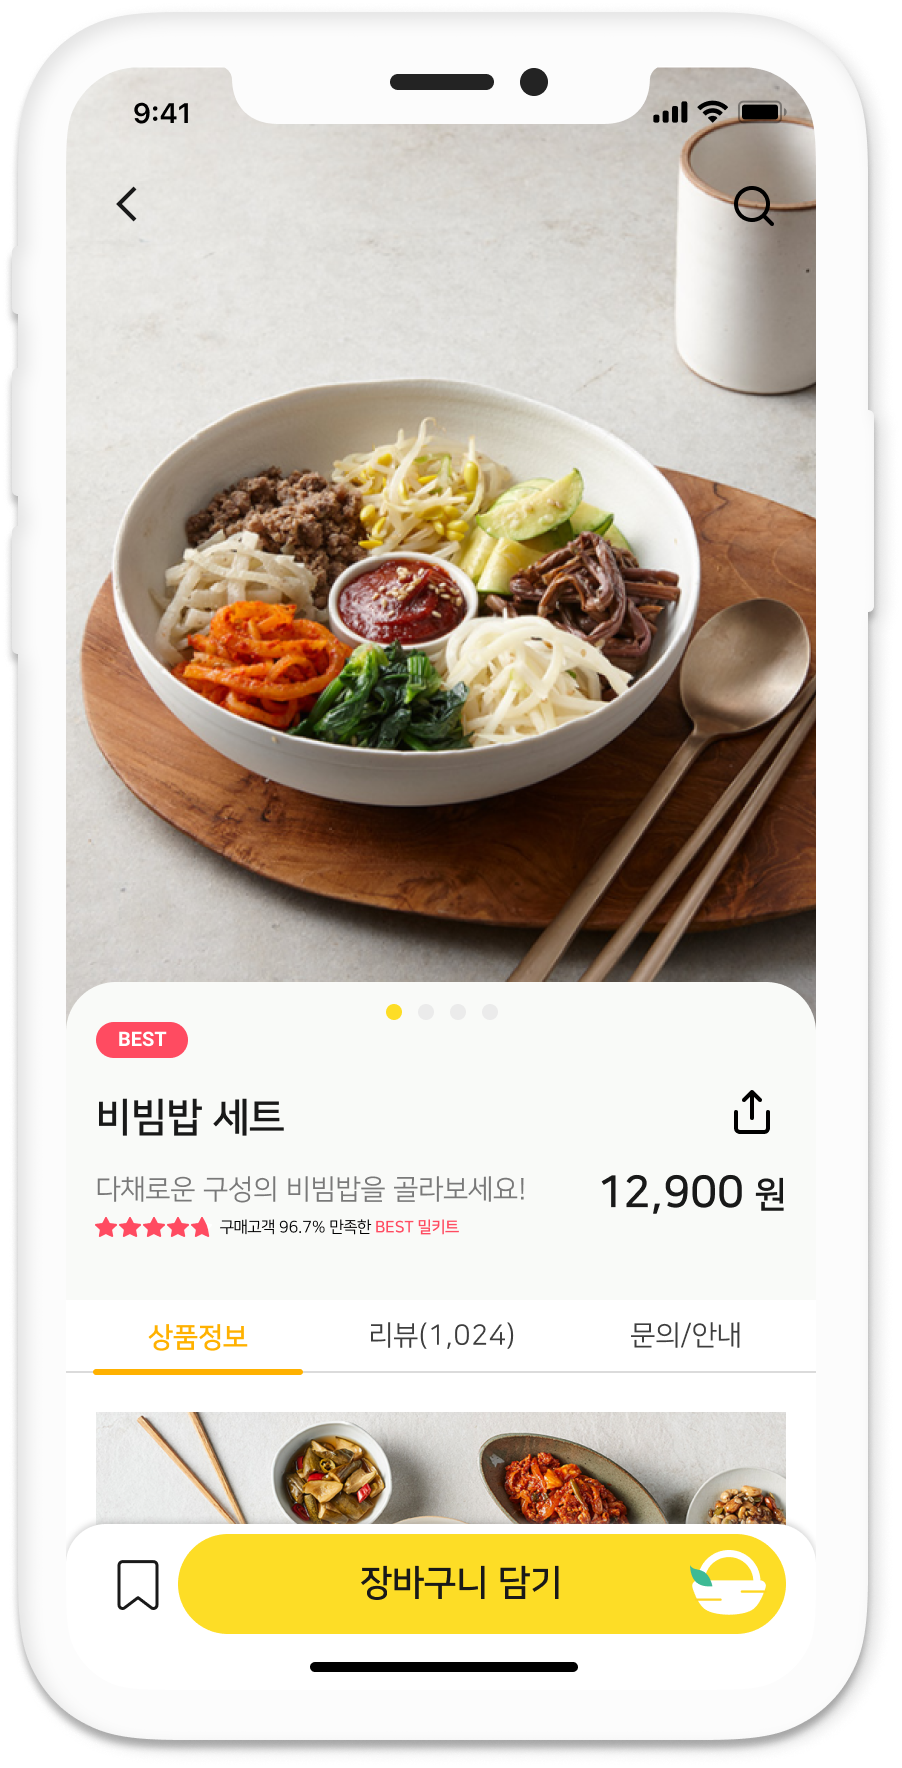 9:41
BEST
비빔밥 세트
다채로운 구성의 비빔밥을 골라보세요!
12,900 원
구매고객 96.7% 만족한 BEST 밀키트
상품정보
리뷰(1,024)
문의/안내
장바구니 담기